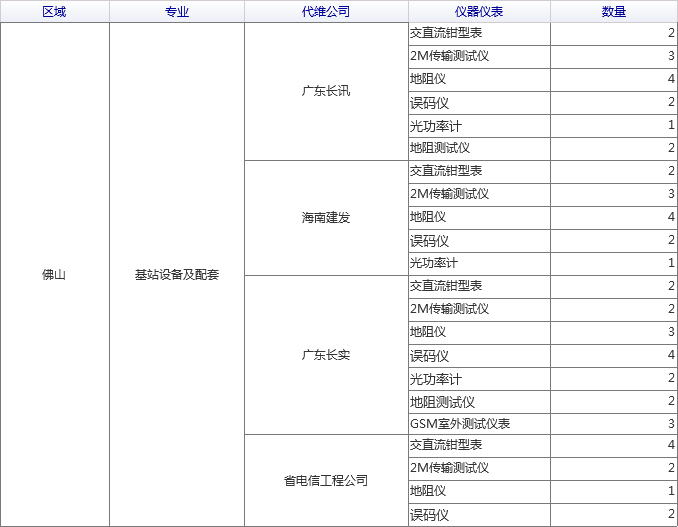 区域 专业 代维公司 仪器仪表 数量
交直流钳型表 2
2M传输测试仪 3
地阻仪 4
广东长讯
误码仪 2
光功率计 1
地阻测试仪 2
交直流钳型表 2
2M传输测试仪 3
海南建发 地阻仪 4
误码仪 2
光功率计 1
佛山 基站设备及配套
交直流钳型表 2
2M传输测试仪 2
地阻仪 3
广东长实 误码仪 4
光功率计 2
地阻测试仪 2
GSM室外测试仪表 3
交直流钳型表 4
2M传输测试仪 2
省电信工程公司
地阻仪 1
误码仪 2